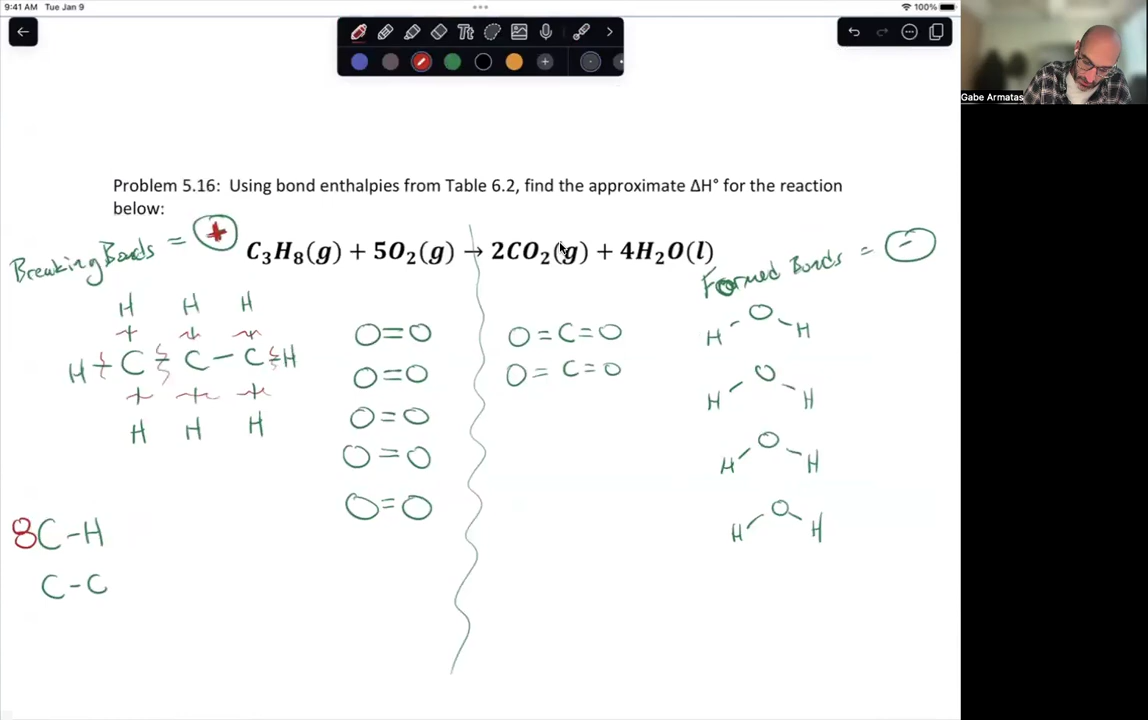 9:41 AM Tue Jan 9
100%
Tt
Gabe Armatas
Problem 5.16: Using bond enthalpies from Table 6.2, find the approximate ΔH° for the reaction
below:
Breaking Bonds = +
C₃H₈(g) + 5O₂(g) → 2CO₂(g) + 4H₂O(l)
Formed Bonds = -
H H H
H - C - C - C - H
H H H
O=O
O=O
O=O
O=O
O=O
O=C=O
O=C=O
H - O - H
H - O - H
H - O - H
H - O - H
8C-H
C-C